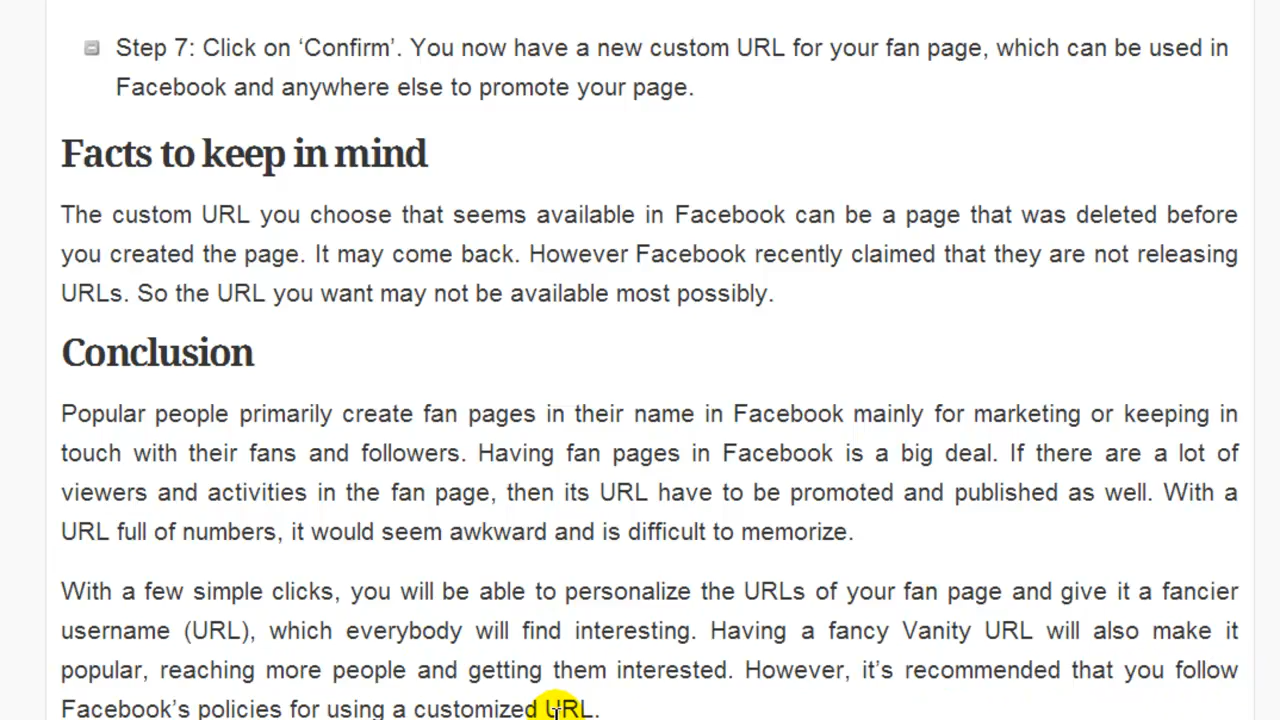 Step 7: Click on ‘Confirm’. You now have a new custom URL for your fan page, which can be used in
Facebook and anywhere else to promote your page.
Facts to keep in mind
The custom URL you choose that seems available in Facebook can be a page that was deleted before
you created the page. It may come back. However Facebook recently claimed that they are not releasing
URLs. So the URL you want may not be available most possibly.
Conclusion
Popular people primarily create fan pages in their name in Facebook mainly for marketing or keeping in
touch with their fans and followers. Having fan pages in Facebook is a big deal. If there are a lot of
viewers and activities in the fan page, then its URL have to be promoted and published as well. With a
URL full of numbers, it would seem awkward and is difficult to memorize.
With a few simple clicks, you will be able to personalize the URLs of your fan page and give it a fancier
username (URL), which everybody will find interesting. Having a fancy Vanity URL will also make it
popular, reaching more people and getting them interested. However, it’s recommended that you follow
Facebook’s policies for using a customized URL.